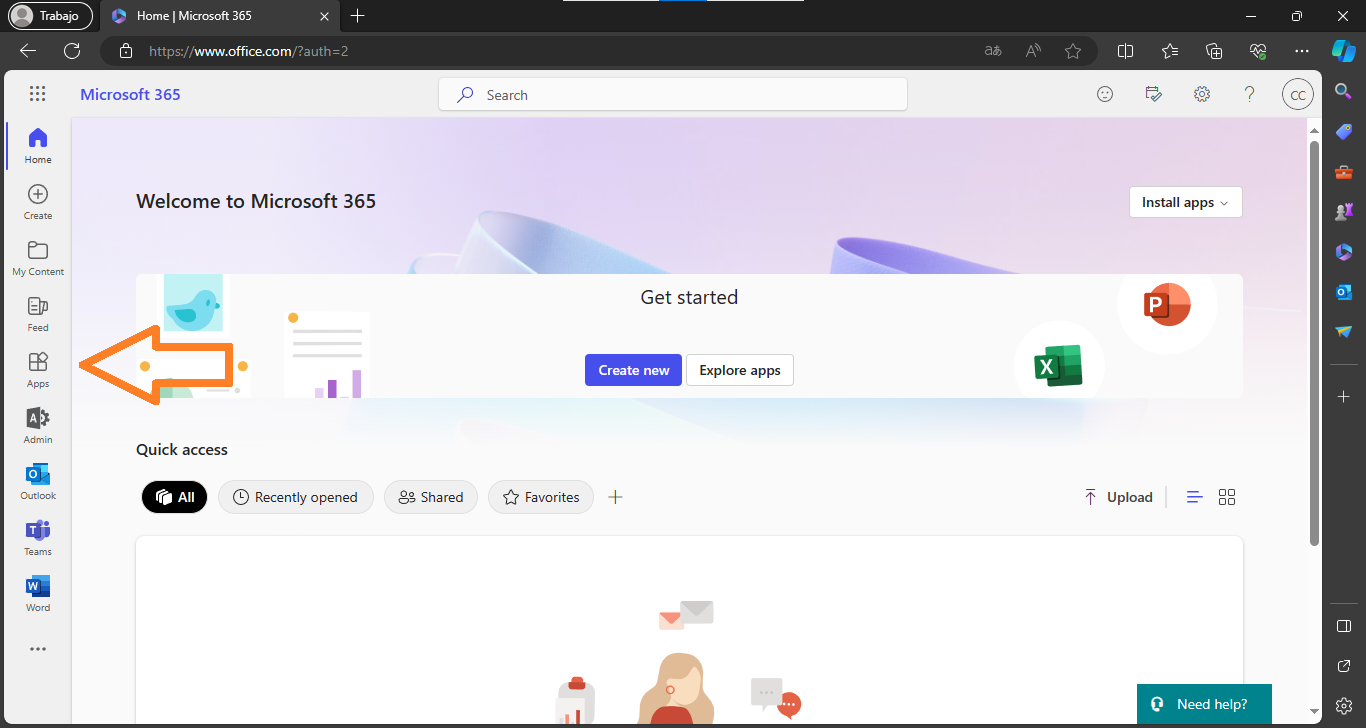 Trabajo
Home | Microsoft 365
https://www.office.com/?auth=2
Microsoft 365
Search
CC
Home
Create
My Content
Feed
Apps
Admin
Outlook
Teams
Word
Welcome to Microsoft 365
Install apps
Get started
Create new
Explore apps
Quick access
All
Recently opened
Shared
Favorites
Upload
Need help?